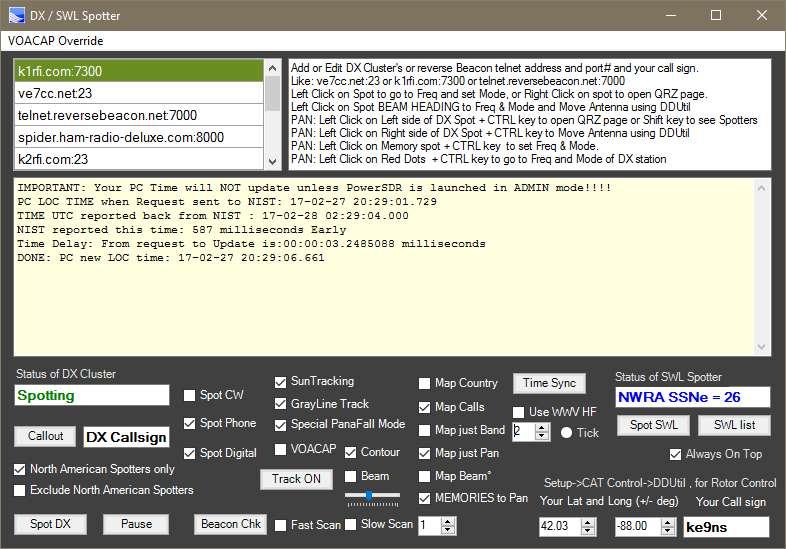 DX / SWL Spotter
VOACAP Override
k1rfi.com:7300
ve7cc.net:23
telnet.reversebeacon.net:7000
spider.ham-radio-deluxe.com:8000
k2rfi.com:23
Add or Edit DX Cluster's or reverse Beacon telnet address and port# and your call sign.
Like: ve7cc.net:23 or k1rfi.com:7300 or telnet.reversebeacon.net:7000
Left Click on Spot to go to Freq and set Mode, or Right Click on spot to open QRZ page.
Left Click on Spot BEAM HEADING to Freq & Mode and Move Antenna using DDUtil
PAN: Left Click on Left side of DX Spot + CTRL key to open QRZ page or Shift key to see Spotters
PAN: Left Click on Right side of DX Spot + CTRL key to Move Antenna using DDUtil
PAN: Left Click on Memory spot + CTRL key to set Freq & Mode.
PAN: Left Click on Red Dots + CTRL key to go to Freq and Mode of DX station
IMPORTANT: Your PC Time will NOT update unless PowerSDR is launched in ADMIN mode!!!!
PC LOC TIME when Request sent to NIST: 17-02-27 20:29:01.729
TIME UTC reported back from NIST : 17-02-28 02:29:04.000
NIST reported this time: 587 milliseconds Early
Time Delay: From request to Update is:00:00:03.2485088 milliseconds
DONE: PC new LOC time: 17-02-27 20:29:06.661
Status of DX Cluster
Spotting
Callout
DX Callsign
North American Spotters only
Exclude North American Spotters
Spot DX
Pause
Spot CW
Spot Phone
Spot Digital
Beacon Chk
SunTracking
GrayLine Track
Special PanaFall Mode
VOACAP
Contour
Track ON
Beam
Fast Scan
Slow Scan
1
Map Country
Map Calls
Map just Band
Map just Pan
Map Beam°
MEMORIES to Pan
Time Sync
Use WWV HF
2
Tick
Status of SWL Spotter
NWRA SSNe = 26
Spot SWL
SWL list
Always On Top
Setup->CAT Control->DDUtil , for Rotor Control
Your Lat and Long (+/- deg)
Your Call sign
42.03
-88.00
ke9ns